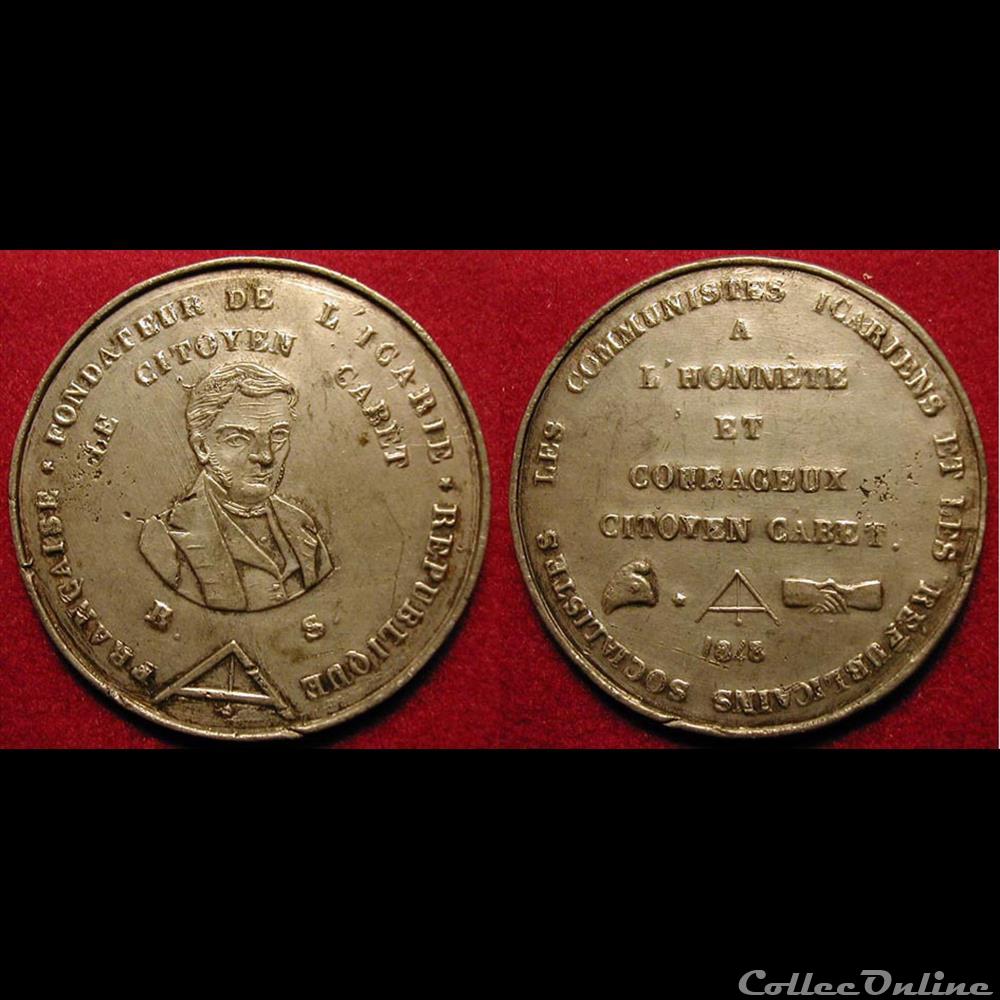 ★ FONDATEUR DE L'ICARIE ★ RÉPUBLIQUE FRANÇAISE
LE CITOYEN CABET
R. S.
LES COMMUNISTES ICARIENS ET LES RÉPUBLICAINS SOCIALISTES
A
L'HONNÊTE
ET
COURAGEUX
CITOYEN CABET.
1848
CollecOnline